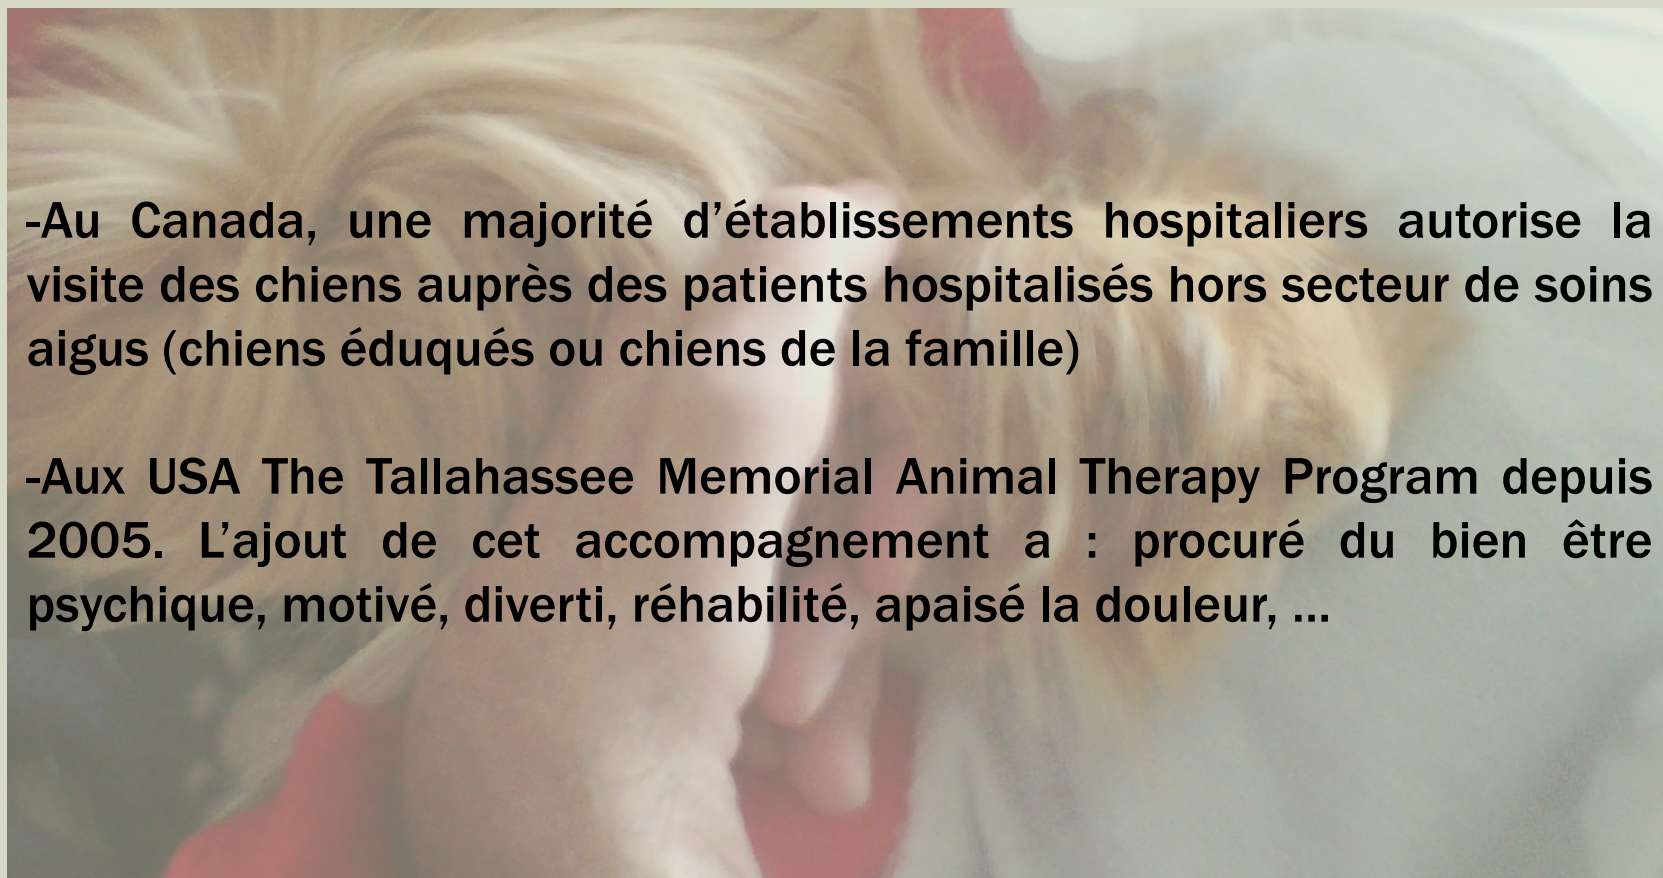 -Au Canada, une majorité d’établissements hospitaliers autorise la
visite des chiens auprès des patients hospitalisés hors secteur de soins
aigus (chiens éduqués ou chiens de la famille)
-Aux USA The Tallahassee Memorial Animal Therapy Program depuis
2005. L’ajout de cet accompagnement a : procuré du bien être
psychique, motivé, diverti, réhabilité, apaisé la douleur, ...